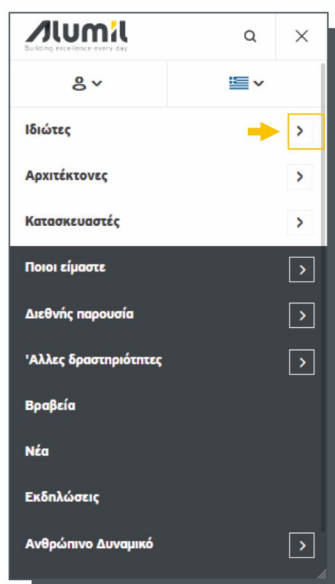 Alumil
Building excellence every day
Ιδιώτες
Αρχιτέκτονες
Κατασκευαστές
Ποιοι είμαστε
Διεθνής παρουσία
'Αλλες δραστηριότητες
Βραβεία
Νέα
Εκδηλώσεις
Ανθρώπινο Δυναμικό